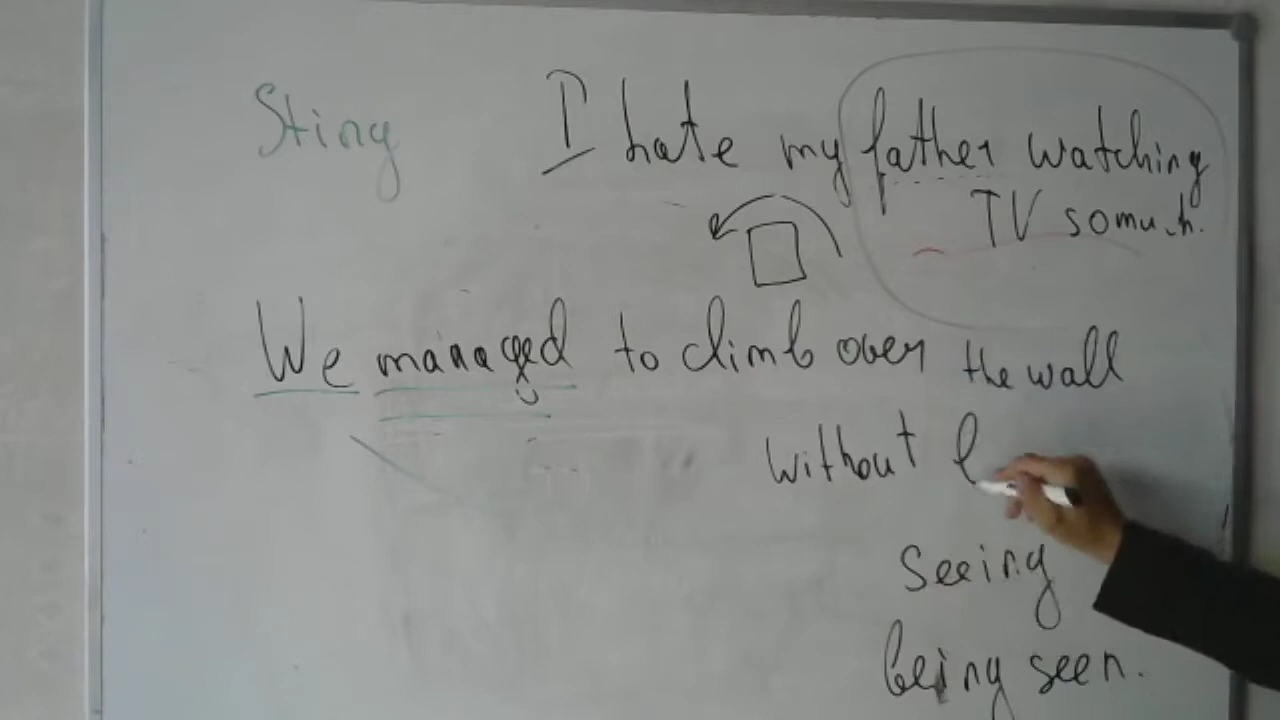 Sting
I hate my father watching
TV so much.
We managed to climb over the wall
without
seeing
being seen.